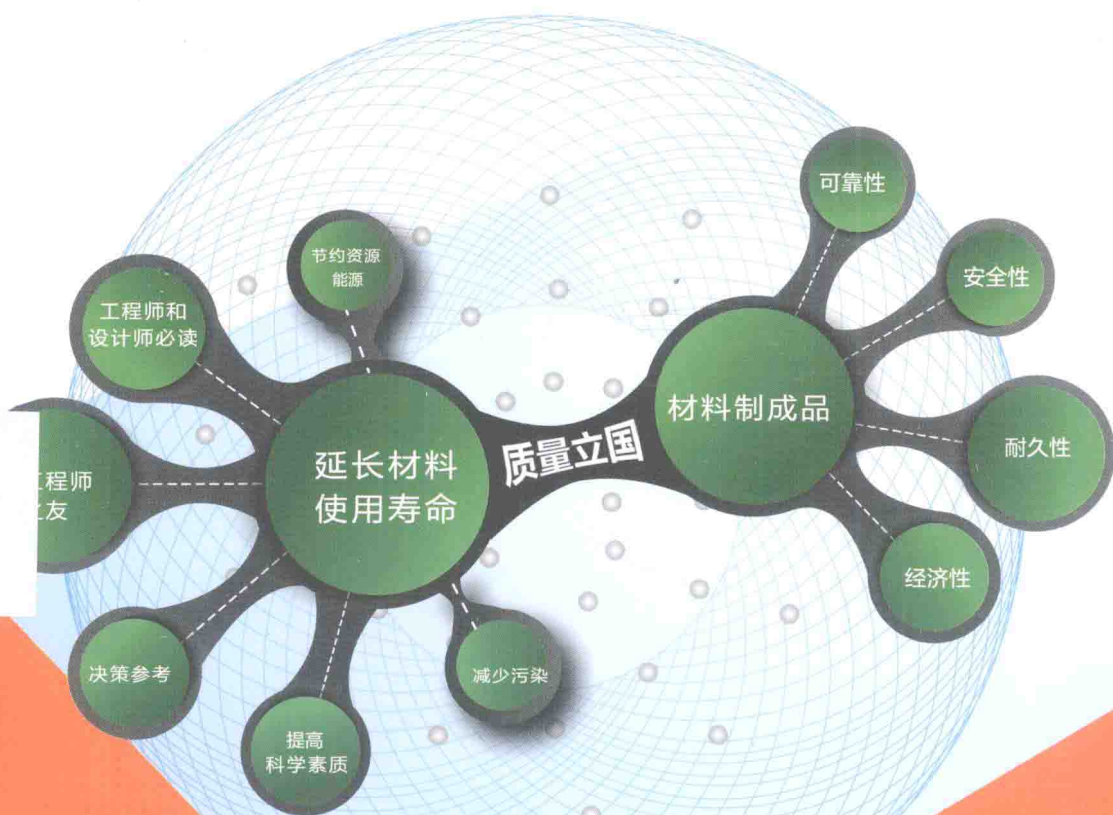 可靠性
节约资源
能源
安全性
工程师和
设计师必读
材料制成品
质量立国
耐久性
延长材料
使用寿命
程师
友
经济性
决策参考
减少污染
提高
科学素质